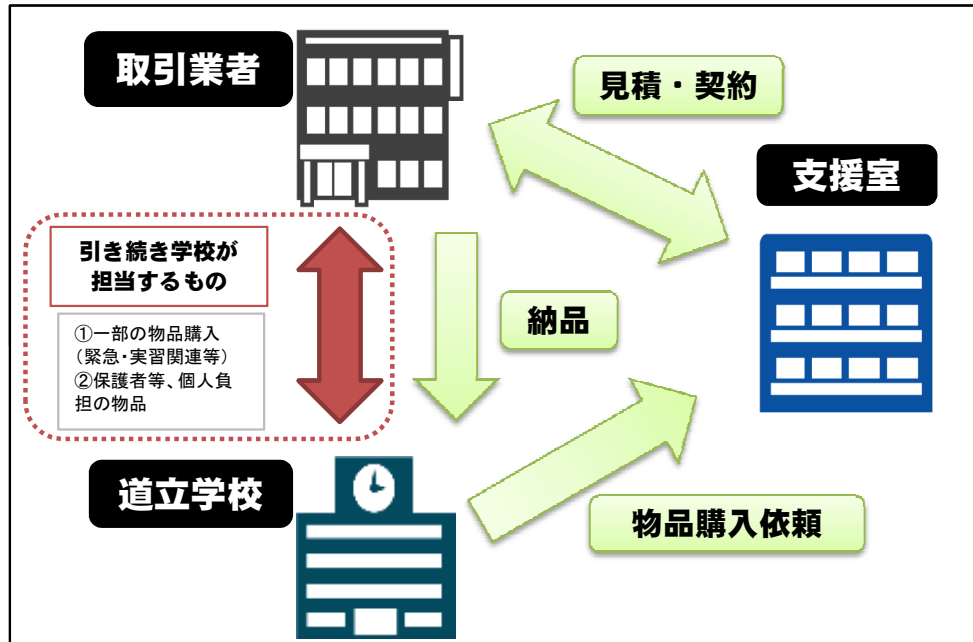 取引業者
見積・契約
支援室
引き続き学校が
担当するもの
①一部の物品購入
（緊急・実習関連等）
②保護者等、個人負
担の物品
納品
道立学校
物品購入依頼